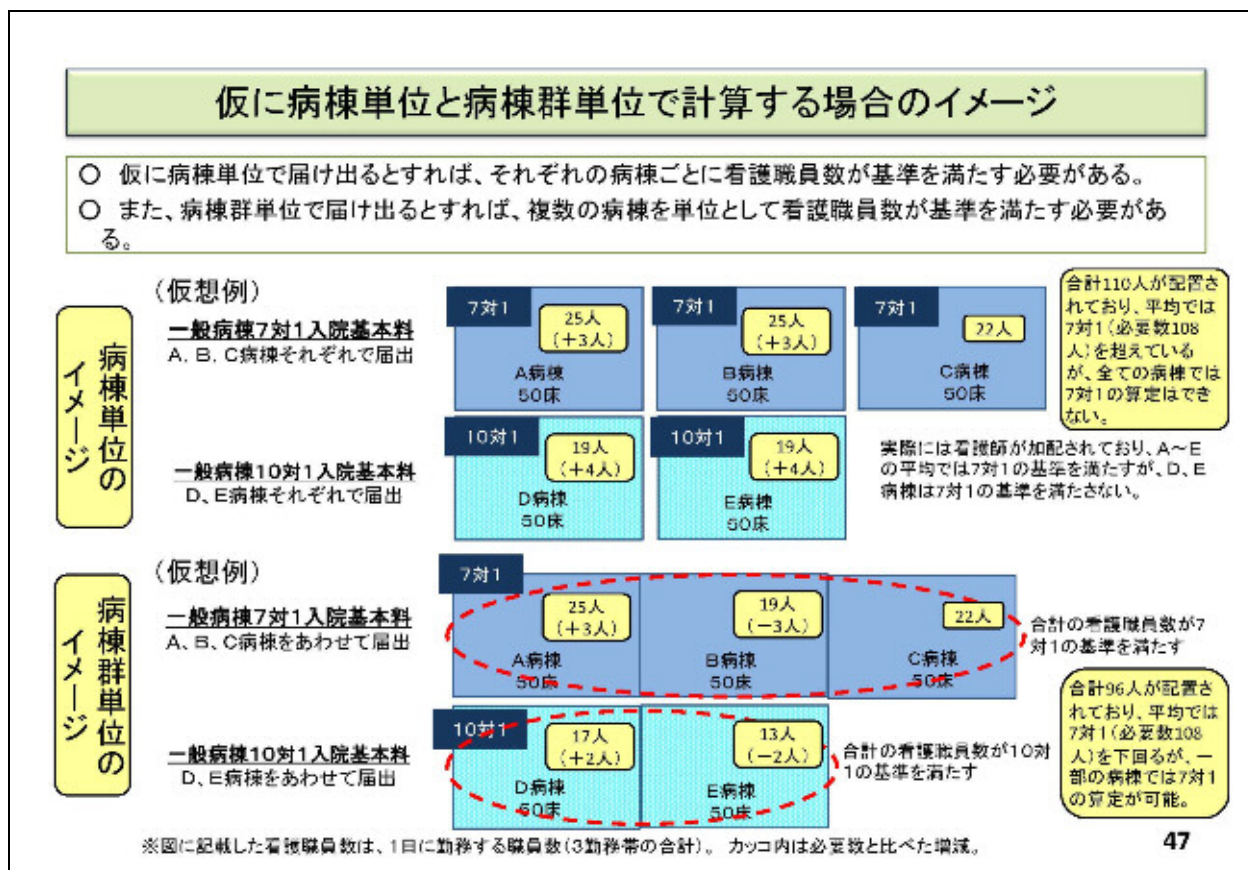 仮に病棟単位と病棟群単位で計算する場合のイメージ
○ 仮に病棟単位で届け出るとすれば、それぞれの病棟ごとに看護職員数が基準を満たす必要がある。
○ また、病棟群単位で届け出るとすれば、複数の病棟を単位として看護職員数が基準を満たす必要があ
る。
病棟単位の
イメージ
(仮想例)
一般病棟7対1入院基本料
A、B、C病棟それぞれで届出
7対1
25人
(+3人)
A病棟
50床
7対1
25人
(+3人)
B病棟
50床
7対1
22人
C病棟
50床
合計110人が配置さ
れており、平均では
7対1(必要数108
人)を超えている
が、全ての病棟では
7対1の算定はでき
ない。
一般病棟10対1入院基本料
D、E病棟それぞれで届出
10対1
19人
(+4人)
D病棟
50床
10対1
19人
(+4人)
E病棟
50床
実際には看護師が加配されており、A~E
の平均では7対1の基準を満たすが、D、E
病棟は7対1の基準を満たさない。
病棟群単位の
イメージ
(仮想例)
一般病棟7対1入院基本料
A、B、C病棟をあわせて届出
7対1
25人
(+3人)
A病棟
50床
19人
(-3人)
B病棟
50床
22人
C病棟
50床
合計の看護職員数が7
対1の基準を満たす
一般病棟10対1入院基本料
D、E病棟をあわせて届出
10対1
17人
(+2人)
D病棟
50床
13人
(-2人)
E病棟
50床
合計の看護職員数が10対
1の基準を満たす
合計96人が配置さ
れており、平均では
7対1(必要数108
人)を下回るが、一
部の病棟では7対1
の算定が可能。
※図に記載した看護職員数は、1日に勤務する職員数(3勤務帯の合計)。 カッコ内は必要数と比べた増減。
47